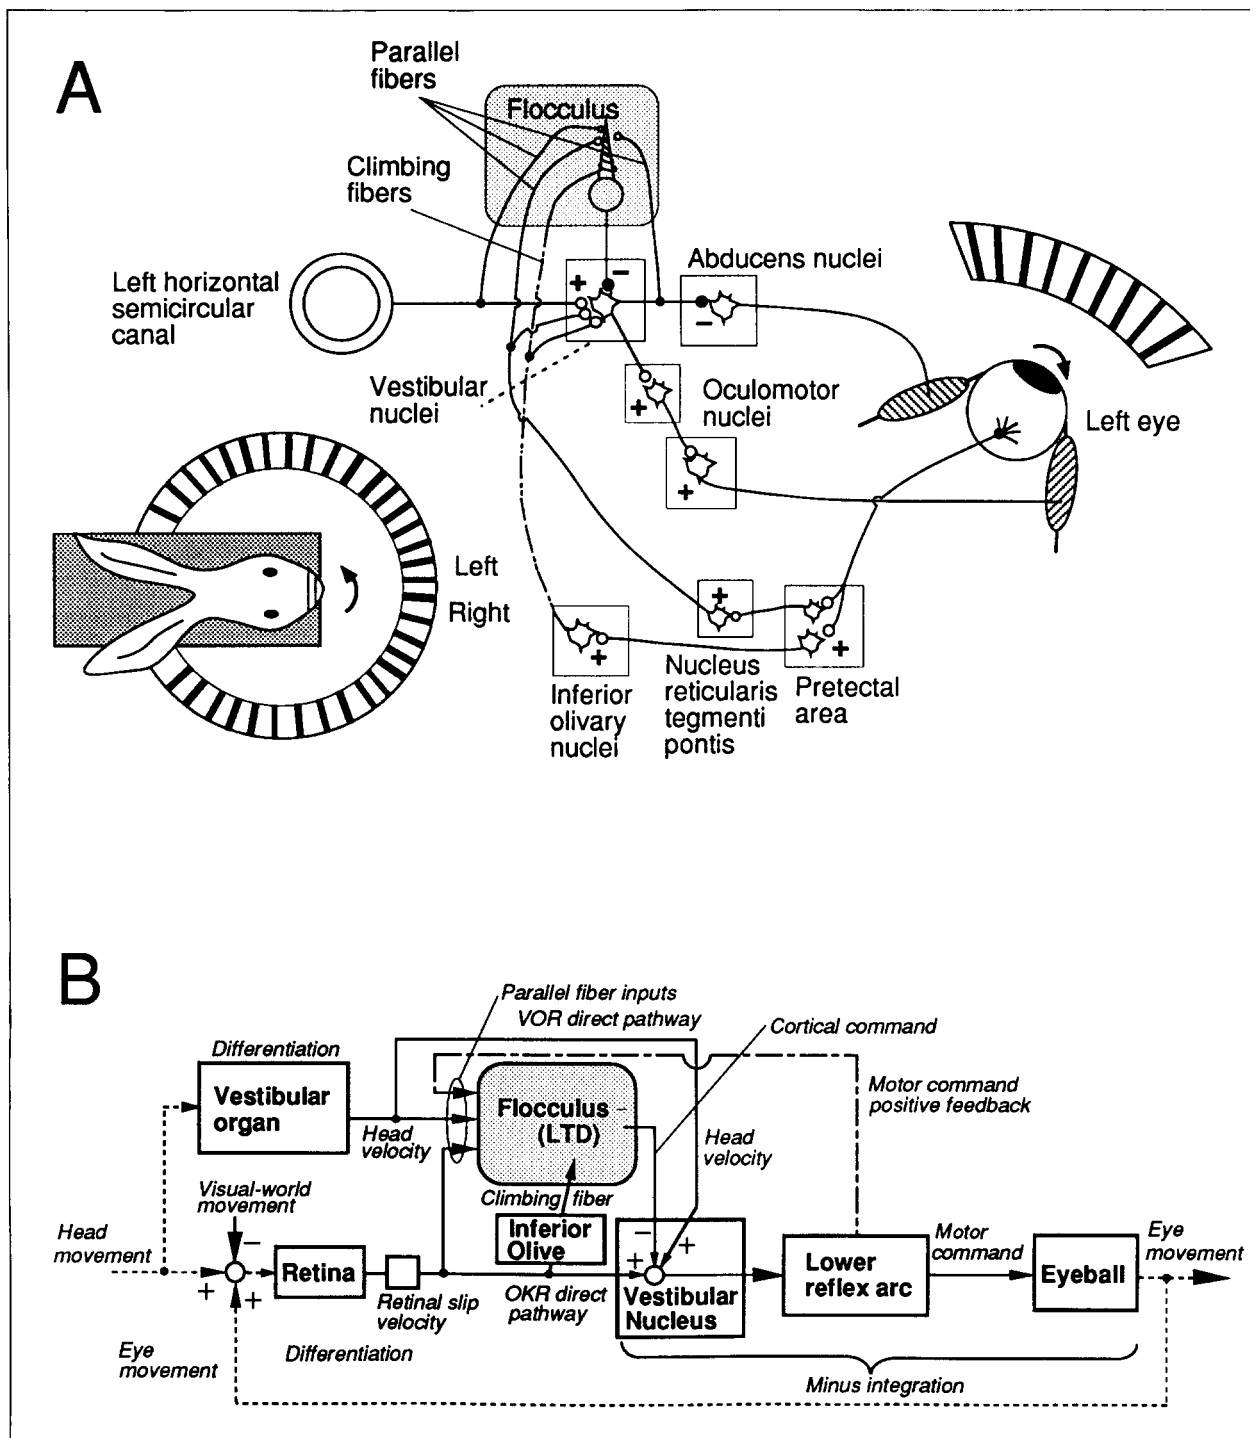 A
Parallel
fibers
Flocculus
Climbing
fibers
Left horizontal
semicircular
canal
+
−
Abducens nuclei
−
Vestibular
nuclei
+
Oculomotor
nuclei
+
Left eye
Left
Right
+
+
+
Inferior
olivary
nuclei
Nucleus
reticularis
tegmenti
pontis
Pretectal
area
B
Parallel fiber inputs
VOR direct pathway
Cortical command
Differentiation
Vestibular
organ
Flocculus −
(LTD)
Motor command
positive feedback
Head
velocity
Head
velocity
Visual-world
movement
Climbing fiber
Head
movement
−
+
+
Retina
Retinal slip
velocity
Inferior
Olive
OKR direct
pathway
−
+
+
Vestibular
Nucleus
Lower
reflex arc
Motor
command
Eyeball
Eye
movement
Eye
movement
Differentiation
Minus integration